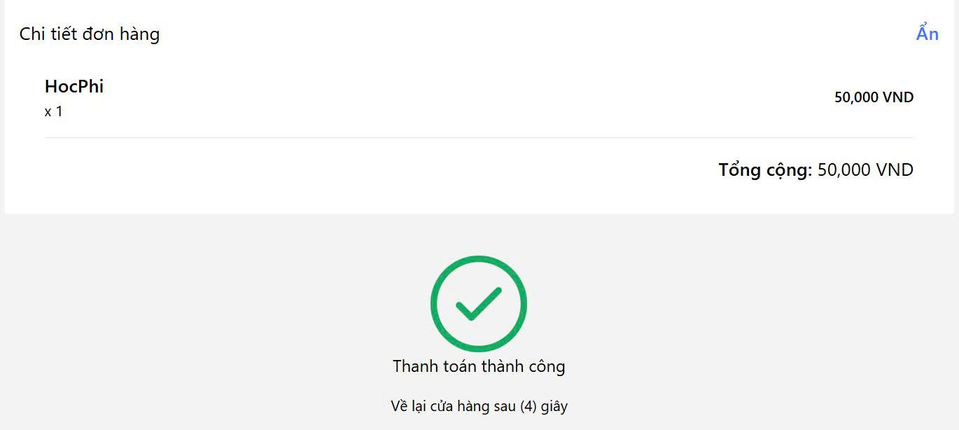 Chi tiết đơn hàng
Ẩn
HocPhi
x 1
50,000 VND
Tổng cộng: 50,000 VND
Thanh toán thành công
Về lại cửa hàng sau (4) giây